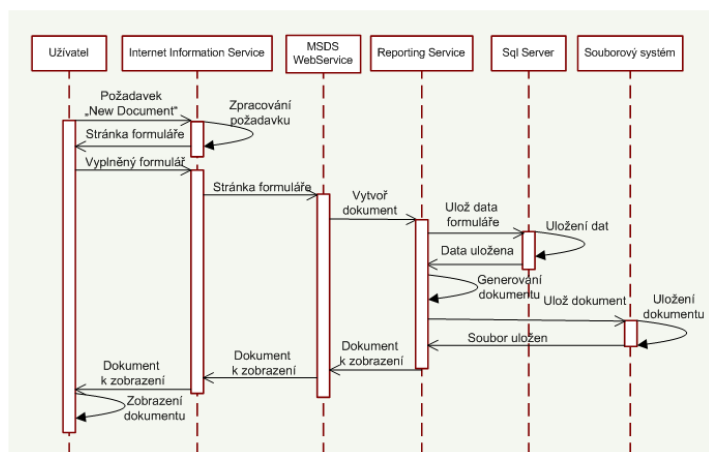 Užívatel
Internet Information Service
MSDS
WebService
Reporting Service
Sql Server
Souborový systém
Požadavek
„New Document“
Zpracování
požadavku
Stránka formuláře
Vyplněný formulář
Stránka formuláře
Vytvoř
dokument
Ulož data
formuláře
Uložení dat
Data uložena
Generování
dokumentu
Ulož dokument
Uložení
dokumentu
Soubor uložen
Dokument
k zobrazení
Dokument
k zobrazení
Dokument
k zobrazení
Zobrazení
dokumentu